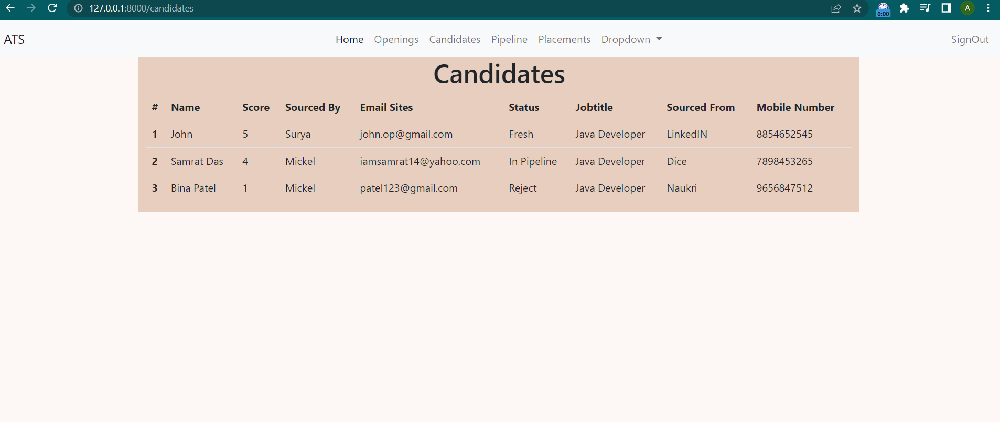 127.0.0.1:8000/candidates
0:00
A
ATS Home Openings Candidates Pipeline Placements Dropdown SignOut
Candidates
# Name Score Sourced By Email Sites Status Jobtitle Sourced From Mobile Number
1 John 5 Surya john.op@gmail.com Fresh Java Developer LinkedIN 8854652545
2 Samrat Das 4 Mickel iamsamrat14@yahoo.com In Pipeline Java Developer Dice 7898453265
3 Bina Patel 1 Mickel patel123@gmail.com Reject Java Developer Naukri 9656847512